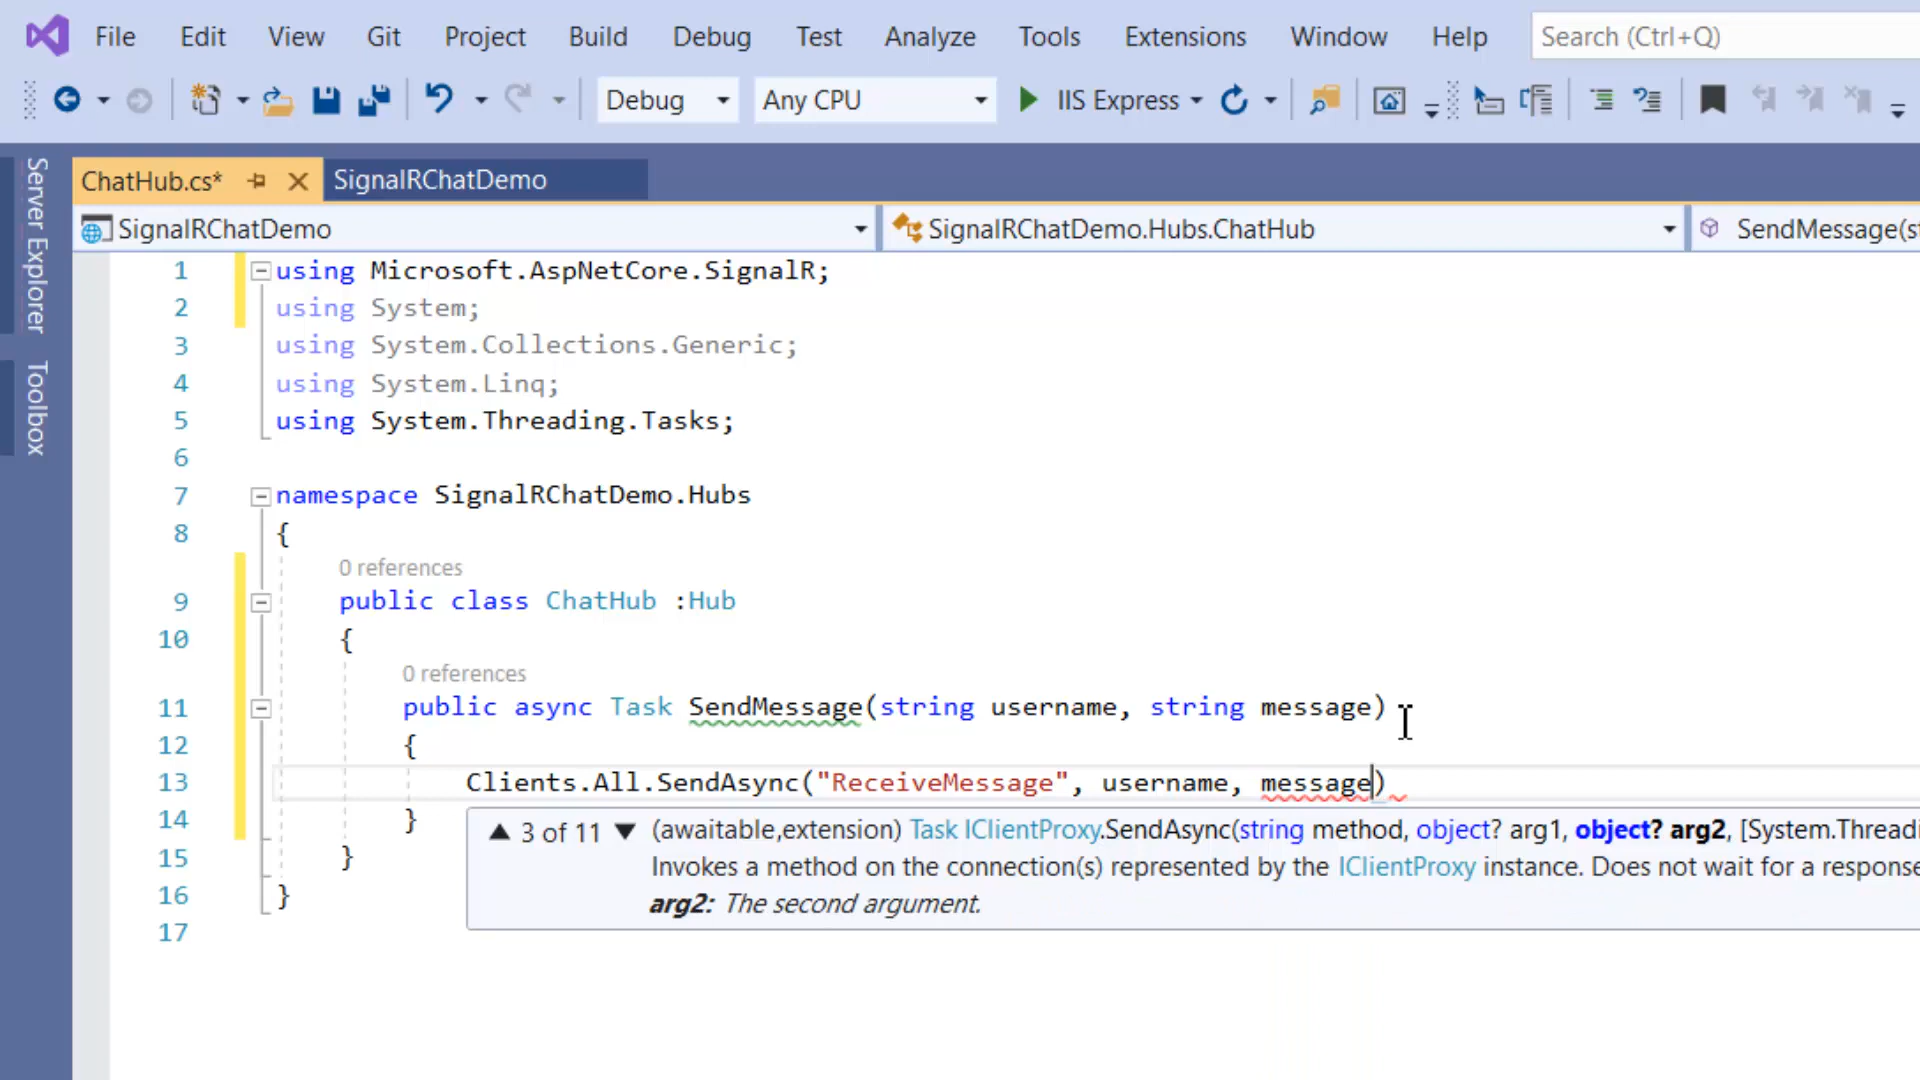 File Edit View Git Project Build Debug Test Analyze Tools Extensions Window Help Search (Ctrl+Q)
Debug Any CPU IIS Express
Server Explorer
Toolbox
ChatHub.cs* SignalRChatDemo
SignalRChatDemo SignalRChatDemo.Hubs.ChatHub SendMessage(st
1 using Microsoft.AspNetCore.SignalR;
2 using System;
3 using System.Collections.Generic;
4 using System.Linq;
5 using System.Threading.Tasks;
6
7 namespace SignalRChatDemo.Hubs
8 {
0 references
9 public class ChatHub :Hub
10 {
0 references
11 public async Task SendMessage(string username, string message)
12 {
13 Clients.All.SendAsync("ReceiveMessage", username, message)
14 }
3 of 11 (awaitable,extension) Task IClientProxy.SendAsync(string method, object? arg1, object? arg2, [System.Threadi
15 }
Invokes a method on the connection(s) represented by the IClientProxy instance. Does not wait for a response
16 }
arg2: The second argument.
17